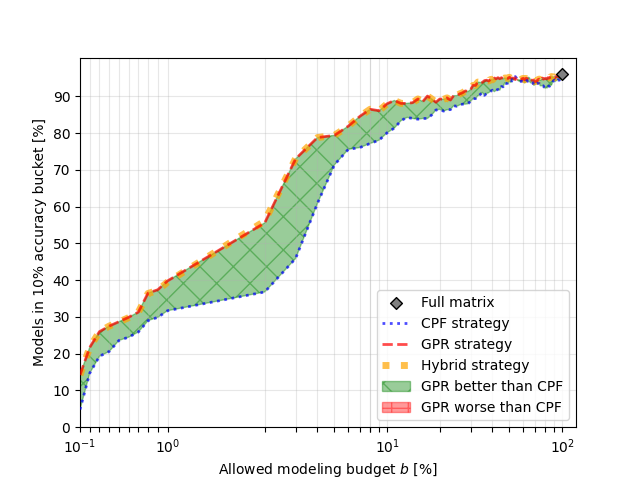 90
80
70
60
50
40
30
20
10
0
Models in 10% accuracy bucket [%]
10⁻¹ 10⁰ 10¹ 10²
Allowed modeling budget b [%]
Full matrix
CPF strategy
GPR strategy
Hybrid strategy
GPR better than CPF
GPR worse than CPF